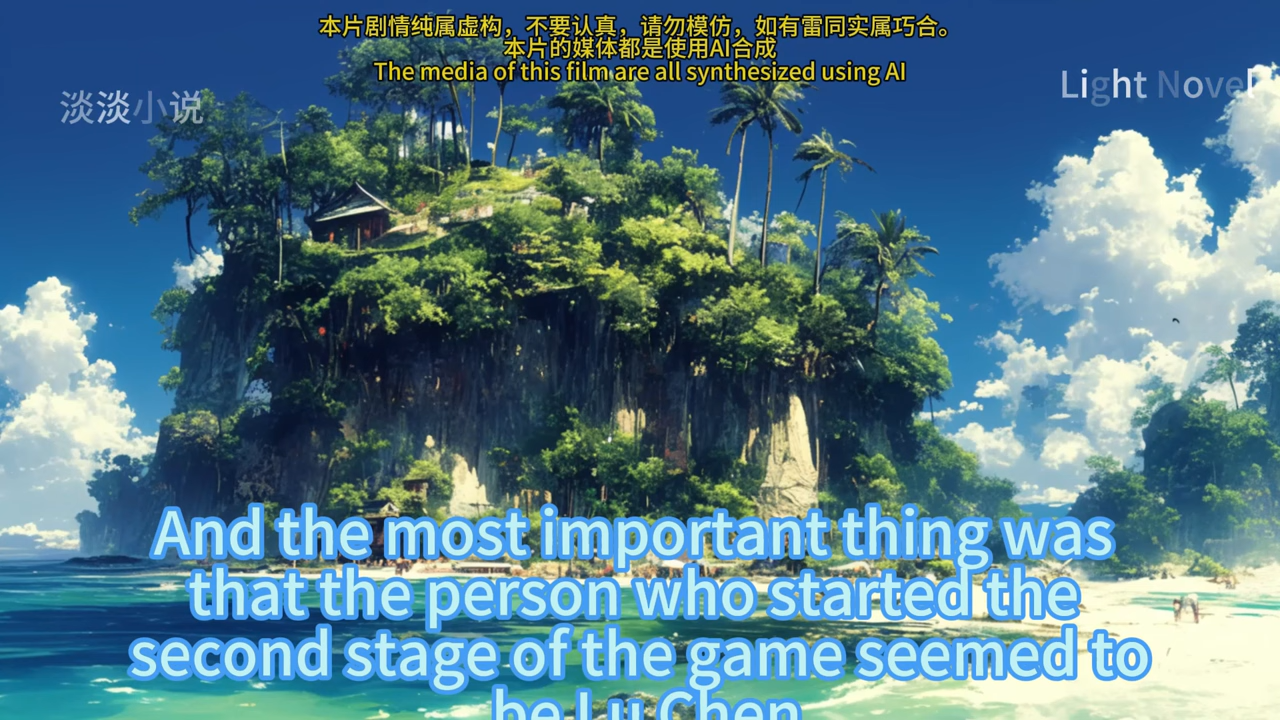 本片剧情纯属虚构，不要认真，请勿模仿，如有雷同实属巧合。
本片的媒体都是使用AI合成
The media of this film are all synthesized using AI
淡淡小说
Light Novel
And the most important thing was
that the person who started the
second stage of the game seemed to
be Lu Chen